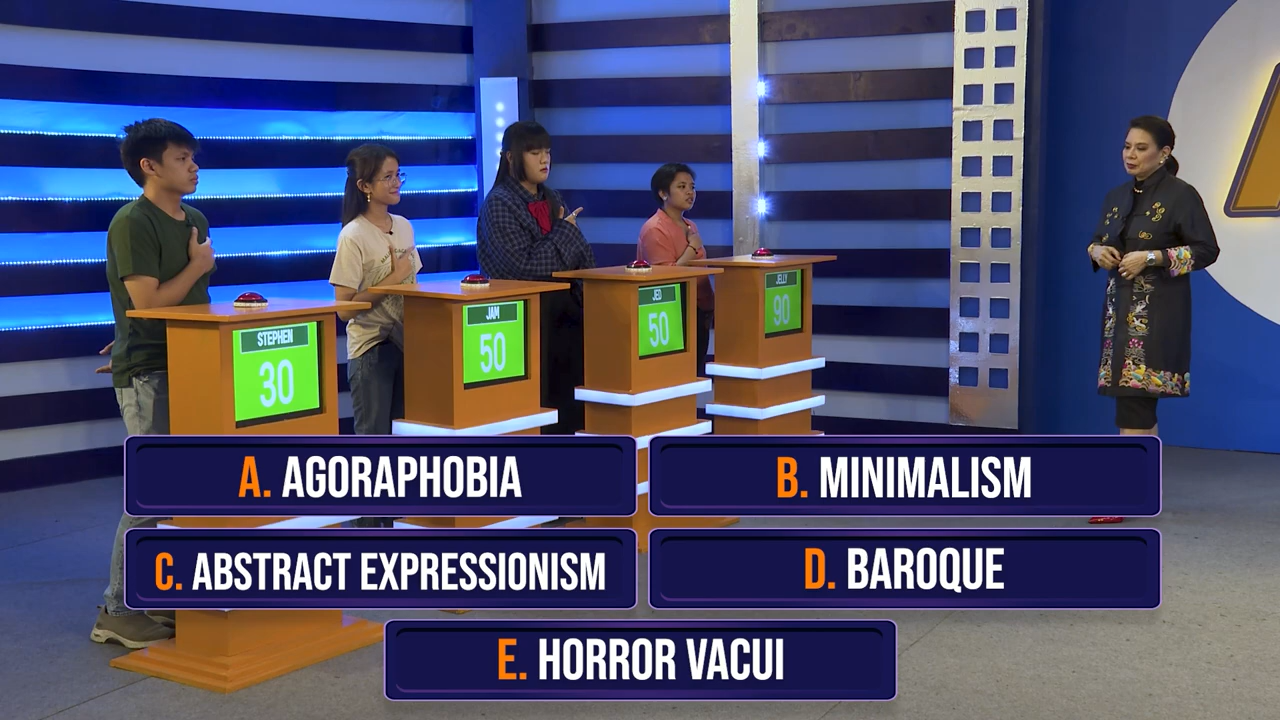 STEPHEN
30
JAM
50
JED
50
JELLY
90
A. AGORAPHOBIA
B. MINIMALISM
C. ABSTRACT EXPRESSIONISM
D. BAROQUE
E. HORROR VACUI